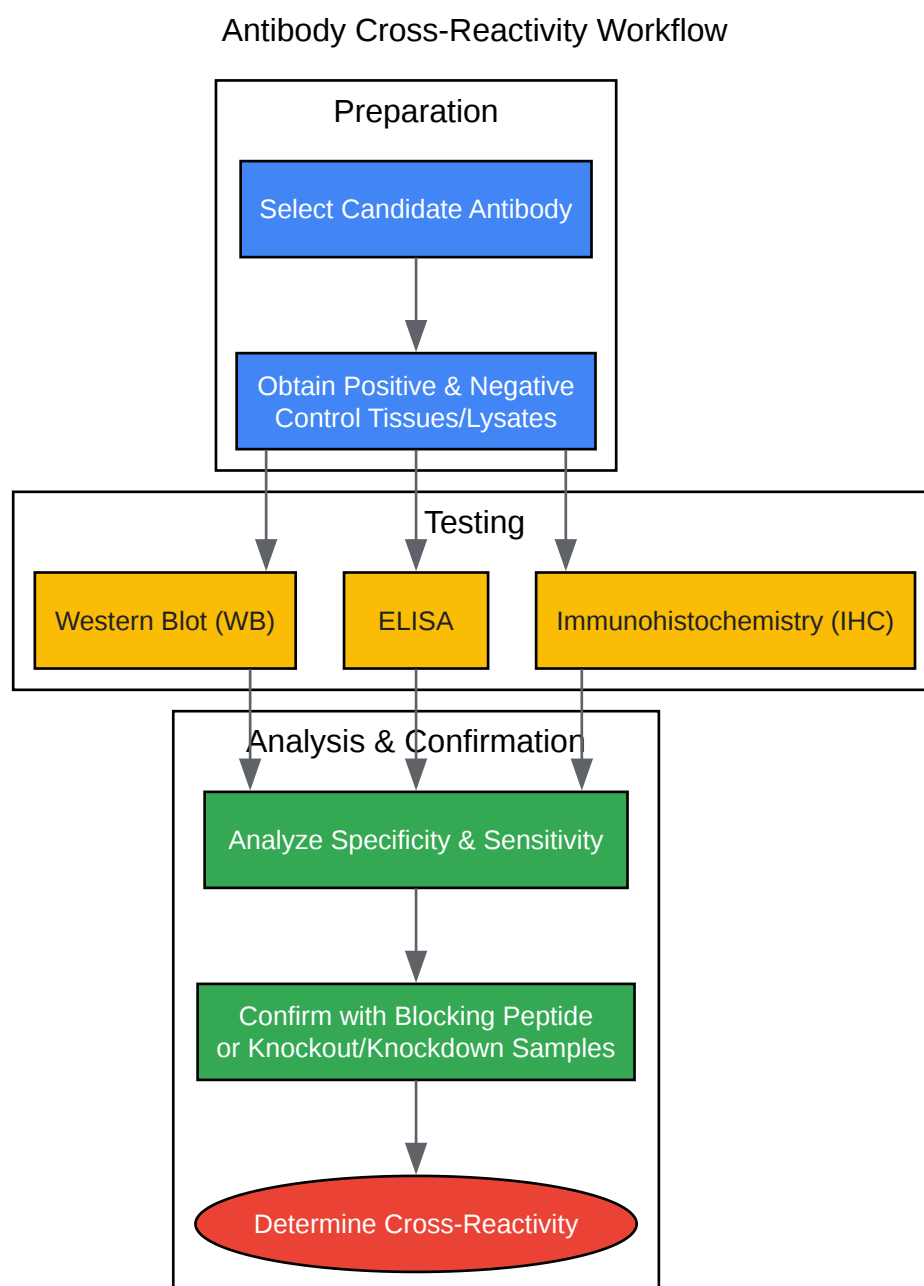 Antibody Cross-Reactivity Workflow
Preparation
Select Candidate Antibody
Obtain Positive & Negative
Control Tissues/Lysates
Testing
Western Blot (WB)
ELISA
Immunohistochemistry (IHC)
Analysis & Confirmation
Analyze Specificity & Sensitivity
Confirm with Blocking Peptide
or Knockout/Knockdown Samples
Determine Cross-Reactivity